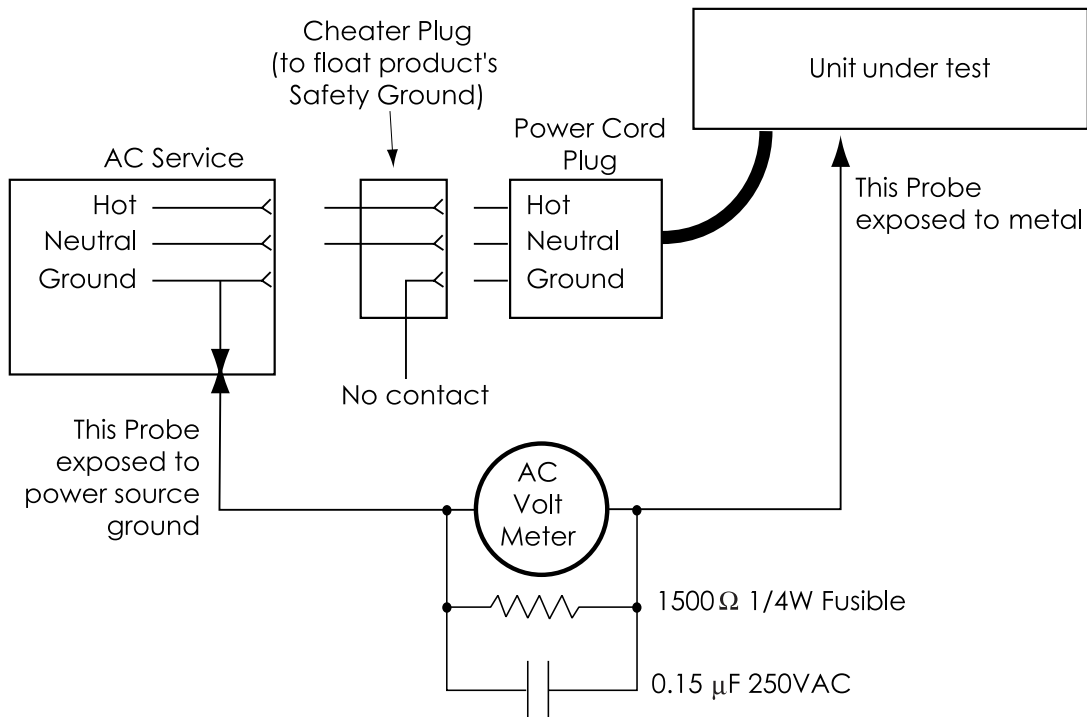 Cheater Plug
(to float product's
Safety Ground)
Unit under test
Power Cord
Plug
AC Service
This Probe
exposed to metal
Hot
Neutral
Ground
Hot
Neutral
Ground
No contact
This Probe
exposed to
power source
ground
AC
Volt
Meter
1500Ω 1/4W Fusible
0.15 µF 250VAC